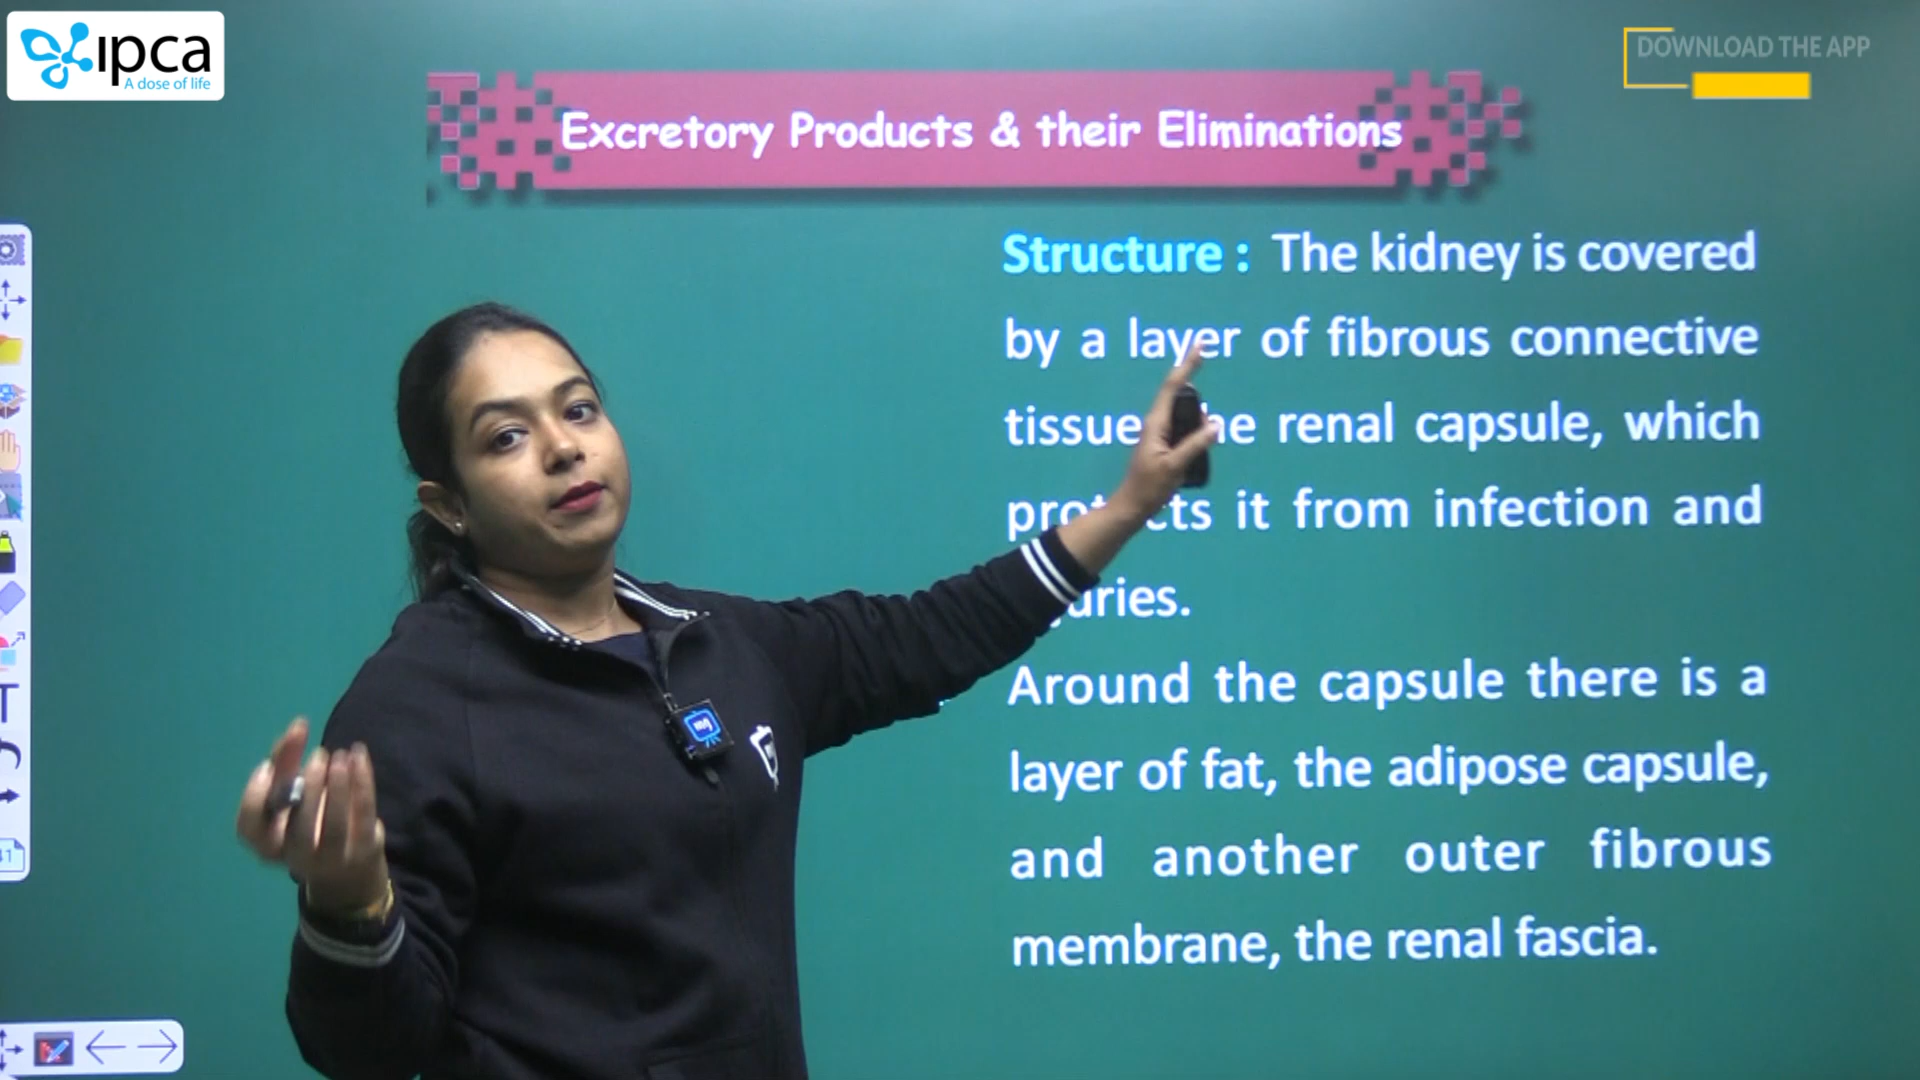 ipca
A dose of life
DOWNLOAD THE APP
Excretory Products & their Eliminations
Structure : The kidney is covered
by a layer of fibrous connective
tissue, renal capsule, which
it from infection and
Around the capsule there is a
layer of fat, the adipose capsule,
and another outer fibrous
membrane, the renal fascia.